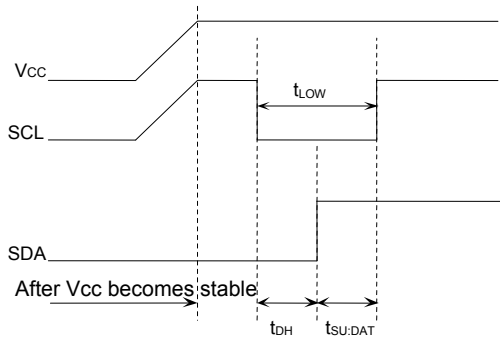 VCC
tLOW
SCL
SDA
After Vcc becomes stable
tDH
tSU:DAT